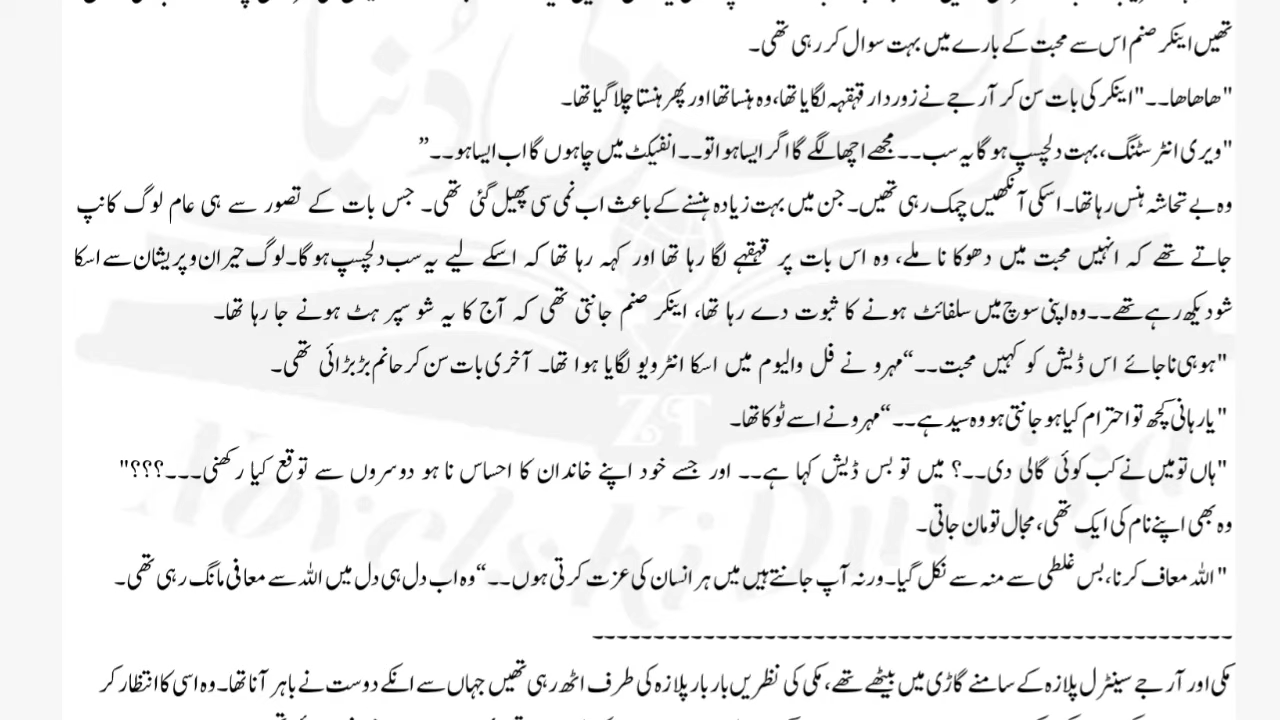 تھیں اینکر صنم اس سے محبت کے بارے میں بہت سوال کر رہی تھی۔
"ھاھاھا۔۔"اینکر کی بات سن کر آر جے نے زوردار قہقہہ لگایا تھا، وہ ہنسا تھا اور پھر ہنستا چلا گیا تھا۔
"ویری انٹرسٹنگ، بہت دلچسپ ہو گا یہ سب۔۔۔ مجھے اچھا لگے گا اگر ایسا ہوا تو۔۔۔ انفیکٹ میں چاہوں گا اب ایسا ہو۔۔۔”
وہ بے تحاشہ ہنس رہا تھا۔ اسکی آنکھیں چمک رہی تھیں۔ جن میں بہت زیادہ ہنسنے کے باعث اب نمی سی پھیل گئی تھی۔ جس بات کے تصور سے ہی عام لوگ کانپ
جاتے تھے کہ انہیں محبت میں دھوکا نا ملے، وہ اس بات پر قہقہے لگا رہا تھا اور کہہ رہا تھا کہ اسکے لیے یہ سب دلچسپ ہو گا۔ لوگ حیران و پریشان سے اسکا
شو دیکھ رہے تھے۔۔۔ وہ اپنی سوچ میں سلفائٹ ہونے کا ثبوت دے رہا تھا، اینکر صنم جانتی تھی کہ آج کا یہ شو سپر ہٹ ہونے جا رہا تھا۔
"ہو ہی نا جائے اس ڈیش کو کہیں محبت۔۔۔“ مہرو نے فل والیوم میں اسکا انٹرویو لگایا ہوا تھا۔ آخری بات سن کر حانم بڑبڑائی تھی۔
"یار ہانی کچھ تو احترام کیا ہو جانتی ہو وہ سید ہے۔۔۔“ مہرو نے اسے ٹوکا تھا۔
"ہاں تو میں نے کب کوئی گالی دی۔۔۔؟ میں تو بس ڈیش کہا ہے۔۔۔ اور جسے خود اپنے خاندان کا احساس نا ہو دوسروں سے توقع کیا رکھنی۔۔۔؟؟؟"
وہ بھی اپنے نام کی ایک تھی، مجال تو مان جاتی۔
"اللہ معاف کرنا، بس غلطی سے منہ سے نکل گیا۔ ورنہ آپ جانتے ہیں میں ہر انسان کی عزت کرتی ہوں۔۔۔“ وہ اب دل ہی دل میں اللہ سے معافی مانگ رہی تھی۔
مکی اور آر جے سینٹرل پلازہ کے سامنے گاڑی میں بیٹھے تھے، مکی کی نظریں بار بار پلازہ کی طرف اٹھ رہی تھیں جہاں سے انکے دوست نے باہر آنا تھا۔ وہ اسی کا انتظار کر
ZT
Novels ki Duniya
ناولز کی دُنیا